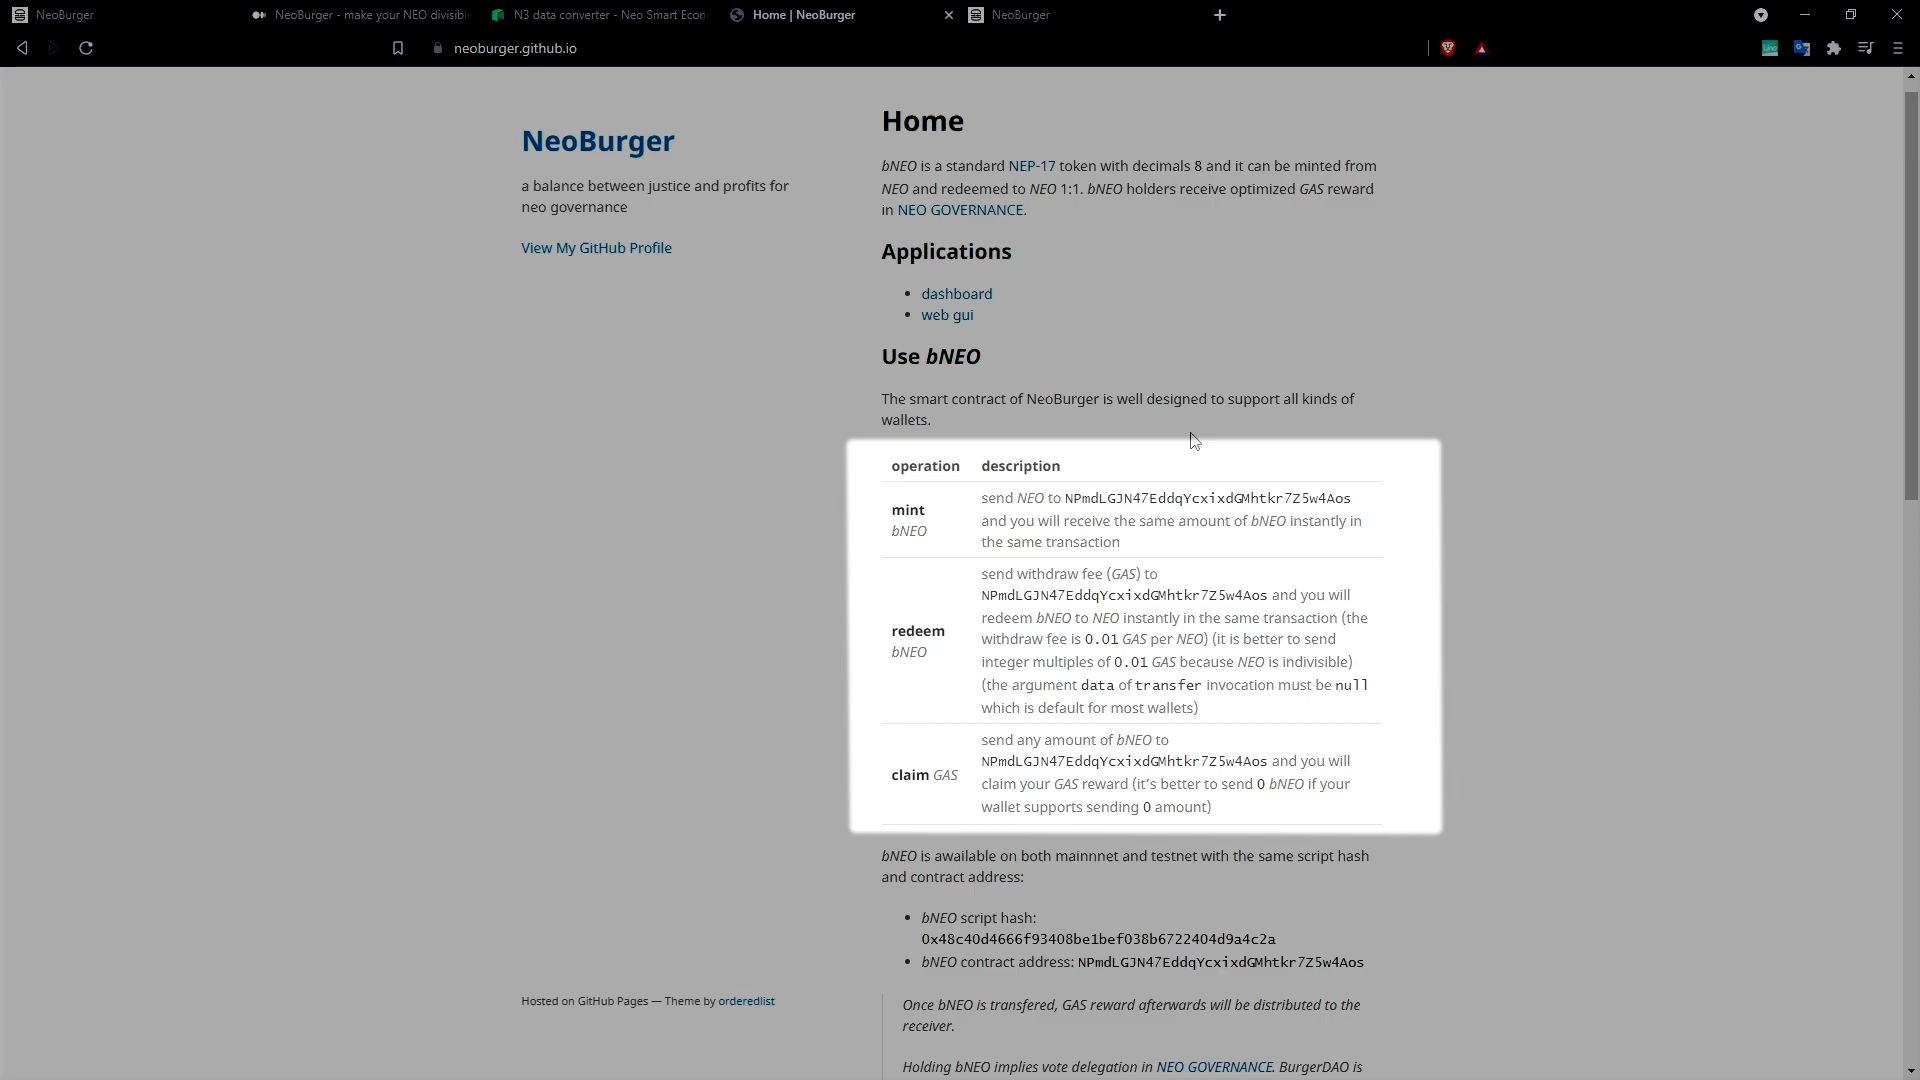 NeoBurger
NeoBurger - make your NEO divisibl
N3 data converter - Neo Smart Econ
Home | NeoBurger
NeoBurger
neoburger.github.io
NeoBurger
a balance between justice and profits for
neo governance
View My GitHub Profile
Home
bNEO is a standard NEP-17 token with decimals 8 and it can be minted from
NEO and redeemed to NEO 1:1. bNEO holders receive optimized GAS reward
in NEO GOVERNANCE.
Applications
dashboard
web gui
Use bNEO
The smart contract of NeoBurger is well designed to support all kinds of
wallets.
operation description
mint
bNEO
send NEO to NPmdLGJN47EddqYcxixdGMhtkr7Z5w4Aos
and you will receive the same amount of bNEO instantly in
the same transaction
redeem
bNEO
send withdraw fee (GAS) to
NPmdLGJN47EddqYcxixdGMhtkr7Z5w4Aos and you will
redeem bNEO to NEO instantly in the same transaction (the
withdraw fee is 0.01 GAS per NEO) (it is better to send
integer multiples of 0.01 GAS because NEO is indivisible)
(the argument data of transfer invocation must be null
which is default for most wallets)
claim GAS
send any amount of bNEO to
NPmdLGJN47EddqYcxixdGMhtkr7Z5w4Aos and you will
claim your GAS reward (it's better to send 0 bNEO if your
wallet supports sending 0 amount)
bNEO is awailable on both mainnnet and testnet with the same script hash
and contract address:
bNEO script hash:
0x48c40d4666f93408be1bef038b6722404d9a4c2a
bNEO contract address: NPmdLGJN47EddqYcxixdGMhtkr7Z5w4Aos
Once bNEO is transfered, GAS reward afterwards will be distributed to the
receiver.
Holding bNEO implies vote delegation in NEO GOVERNANCE. BurgerDAO is
Hosted on GitHub Pages — Theme by orderedlist